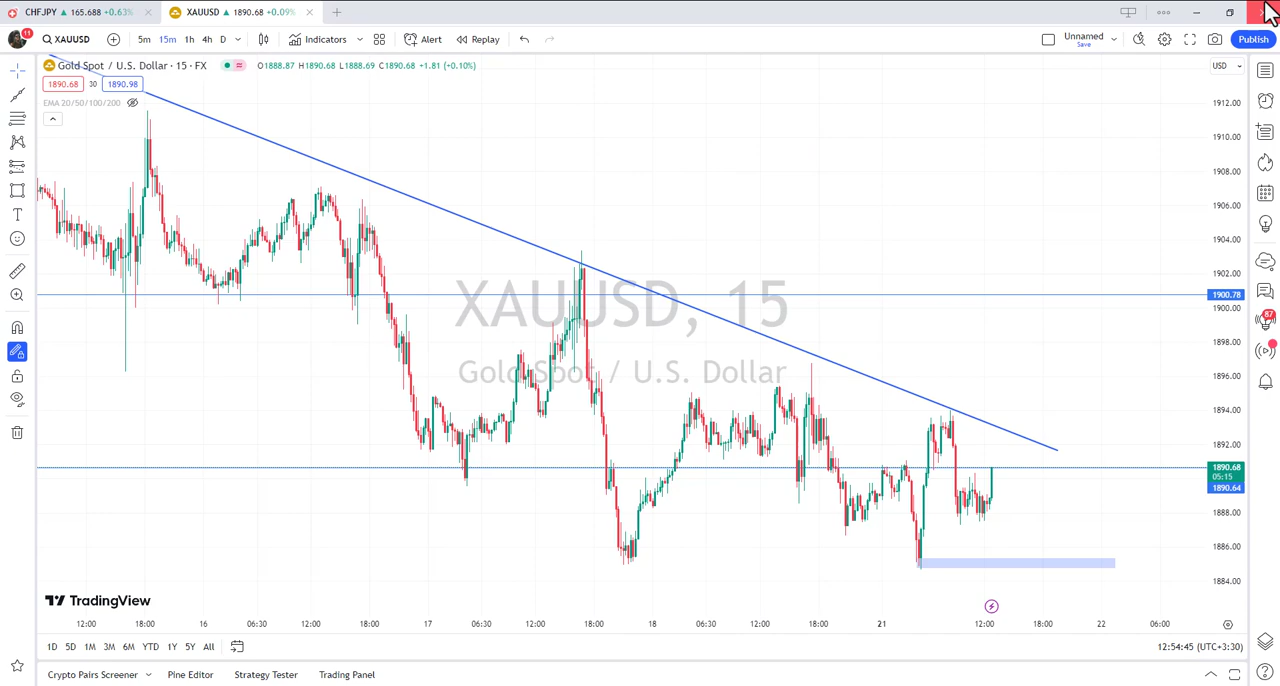 CHFJPY ▲ 165.688 +0.63%
XAUUSD ▲ 1890.68 +0.09%
11
XAUUSD
5m 15m 1h 4h D
Indicators
Alert
Replay
Unnamed
Save
Publish
Gold Spot / U.S. Dollar · 15 · FX
O1888.87 H1890.68 L1888.69 C1890.68 +1.81 (+0.10%)
USD
1890.68 30 1890.98
EMA 20/50/100/200
1912.00
1910.00
1908.00
1906.00
1904.00
1902.00
1900.78
1900.00
1898.00
1896.00
1894.00
1892.00
1890.68
05:15
1890.64
1888.00
1886.00
1884.00
XAUUSD, 15
Gold Spot / U.S. Dollar
87
TradingView
12:00 18:00 16 06:30 12:00 18:00 17 06:30 12:00 18:00 18 06:30 12:00 18:00 21 12:00 18:00 22 06:00
1D 5D 1M 3M 6M YTD 1Y 5Y All
12:54:45 (UTC+3:30)
Crypto Pairs Screener Pine Editor Strategy Tester Trading Panel